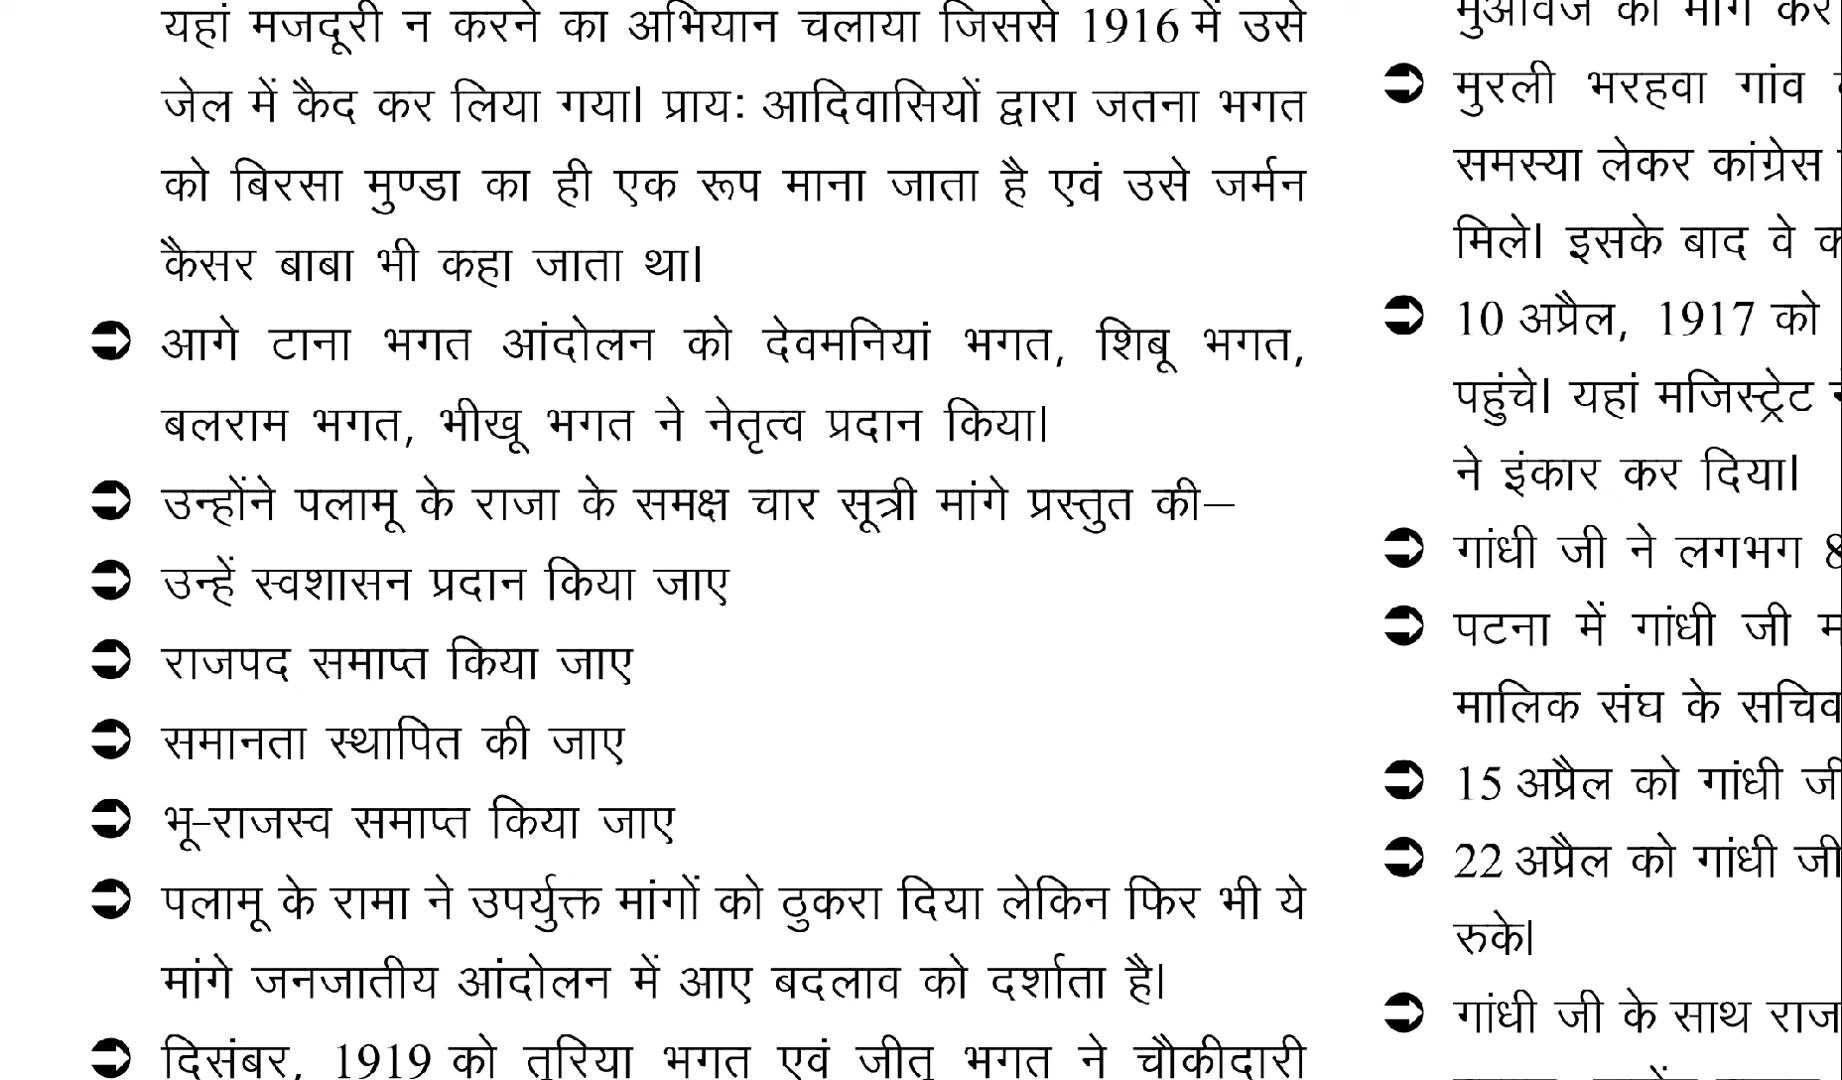 यहां मजदूरी न करने का अभियान चलाया जिससे 1916 में उसे
जेल में कैद कर लिया गया। प्राय: आदिवासियों द्वारा जतना भगत
को बिरसा मुण्डा का ही एक रूप माना जाता है एवं उसे जर्मन
कैसर बाबा भी कहा जाता था।
➲ आगे टाना भगत आंदोलन को देवमनियां भगत, शिबू भगत,
बलराम भगत, भीखू भगत ने नेतृत्व प्रदान किया।
➲ उन्होंने पलामू के राजा के समक्ष चार सूत्री मांगे प्रस्तुत की–
➲ उन्हें स्वशासन प्रदान किया जाए
➲ राजपद समाप्त किया जाए
➲ समानता स्थापित की जाए
➲ भू-राजस्व समाप्त किया जाए
➲ पलामू के रामा ने उपर्युक्त मांगों को ठुकरा दिया लेकिन फिर भी ये
मांगे जनजातीय आंदोलन में आए बदलाव को दर्शाता है।
➲ दिसंबर, 1919 को तुरिया भगत एवं जीतू भगत ने चौकीदारी
मुआवजे की मांग कर
➲ मुरली भरहवा गांव
समस्या लेकर कांग्रेस
मिले। इसके बाद वे
➲ 10 अप्रैल, 1917 को
पहुंचे। यहां मजिस्ट्रेट
ने इंकार कर दिया।
➲ गांधी जी ने लगभग
➲ पटना में गांधी जी
मालिक संघ के सचिव
➲ 15 अप्रैल को गांधी जी
➲ 22 अप्रैल को गांधी जी
रुके।
➲ गांधी जी के साथ राज